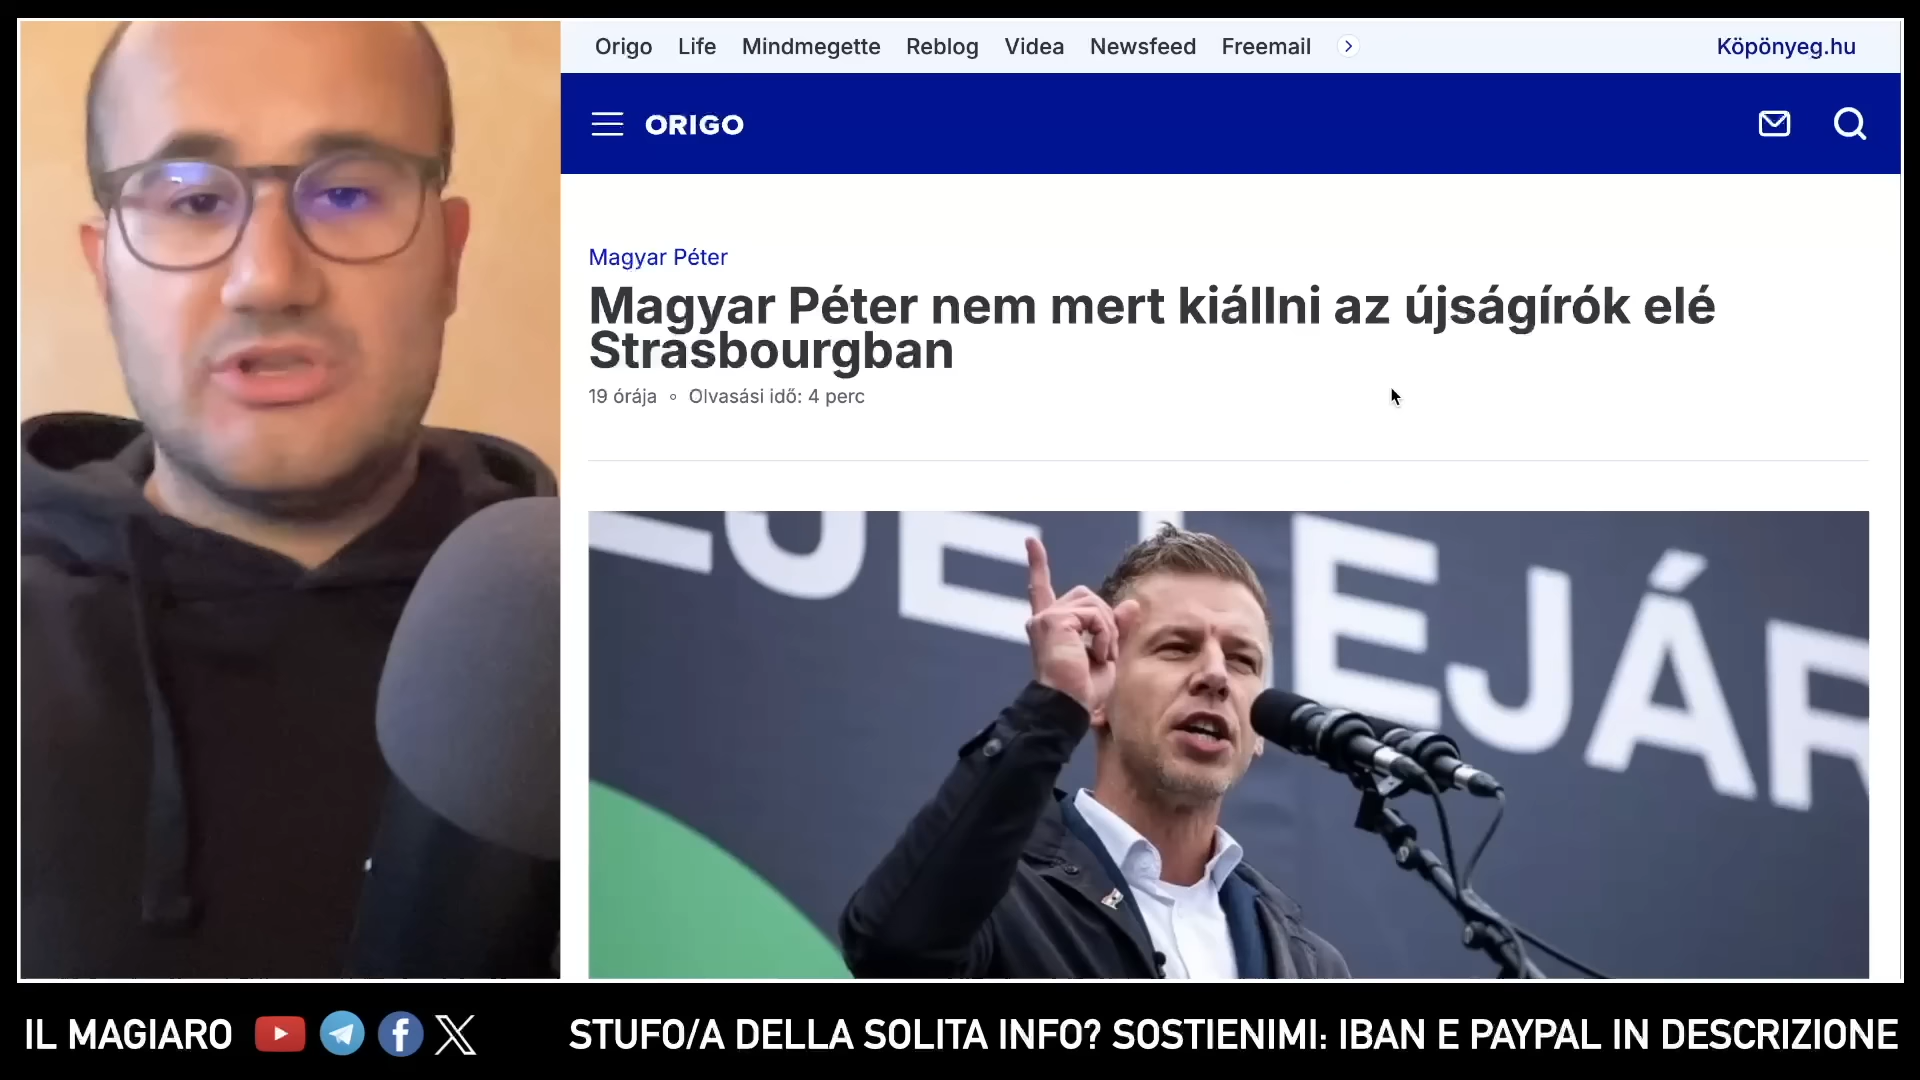 Origo Life Mindmegette Reblog Videa Newsfeed Freemail Köpönyeg.hu
ORIGO
Magyar Péter
Magyar Péter nem mert kiállni az újságírók elé
Strasbourgban
19 órája ∘ Olvasási idő: 4 perc
EJE LEJÁR
IL MAGIARO
STUFO/A DELLA SOLITA INFO? SOSTIENIMI: IBAN E PAYPAL IN DESCRIZIONE